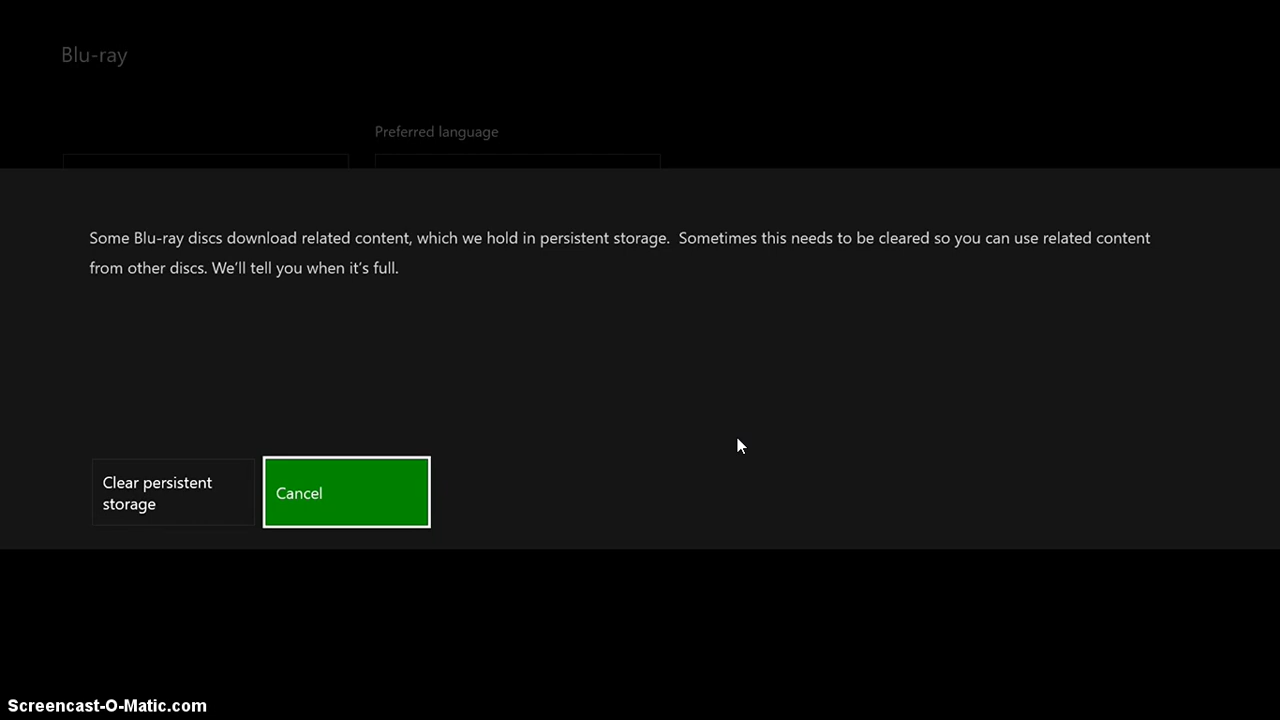 Blu-ray
Preferred language
Some Blu-ray discs download related content, which we hold in persistent storage.  Sometimes this needs to be cleared so you can use related content
from other discs. We’ll tell you when it’s full.
Clear persistent
storage
Cancel
Screencast-O-Matic.com